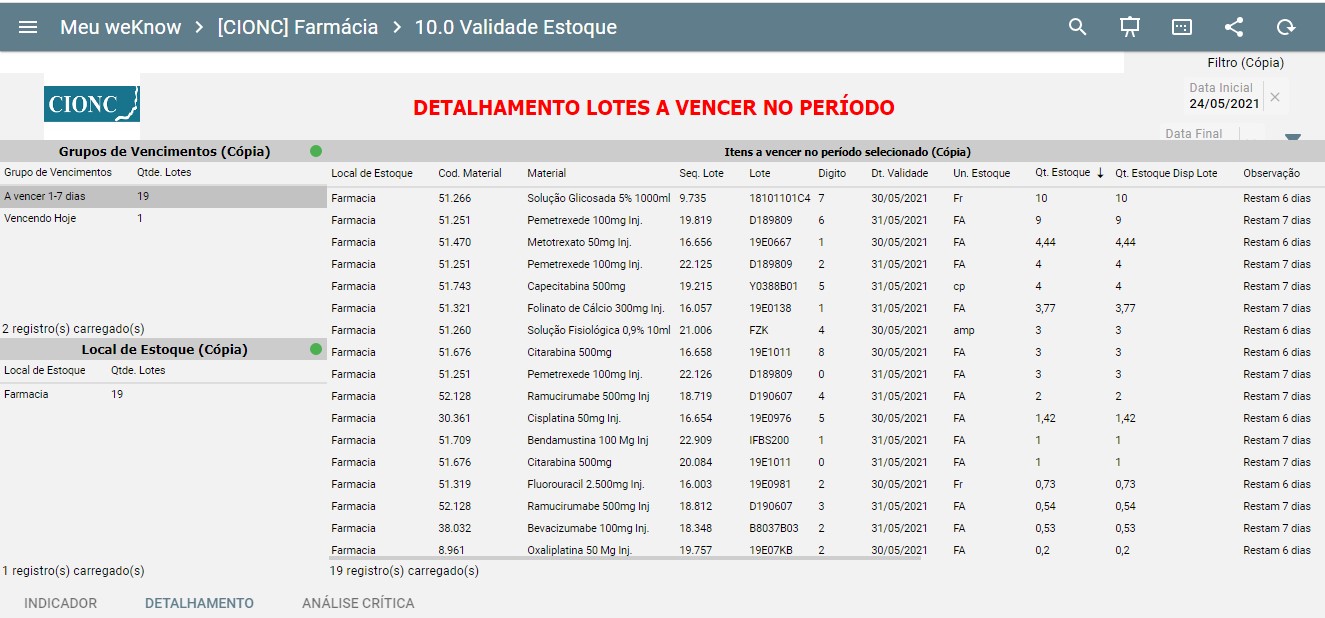 Meu weKnow > [CIONC] Farmácia > 10.0 Validade Estoque
Filtro (Cópia)
Data Inicial
24/05/2021
Data Final
CIONC
DETALHAMENTO LOTES A VENCER NO PERÍODO
Grupos de Vencimentos (Cópia)
Grupo de Vencimentos Qtde. Lotes
A vencer 1-7 dias 19
Vencendo Hoje 1
2 registro(s) carregado(s)
Local de Estoque (Cópia)
Local de Estoque Qtde. Lotes
Farmacia 19
1 registro(s) carregado(s)
Itens a vencer no período selecionado (Cópia)
Local de Estoque Cod. Material Material Seq. Lote Lote Digito Dt. Validade Un. Estoque Qt. Estoque ↓ Qt. Estoque Disp Lote Observação
Farmacia 51.266 Solução Glicosada 5% 1000ml 9.735 18101101C4 7 30/05/2021 Fr 10 10 Restam 6 dias
Farmacia 51.251 Pemetrexede 100mg Inj. 19.819 D189809 6 31/05/2021 FA 9 9 Restam 7 dias
Farmacia 51.470 Metotrexato 50mg Inj. 16.656 19E0667 1 30/05/2021 FA 4,44 4,44 Restam 6 dias
Farmacia 51.251 Pemetrexede 100mg Inj. 22.125 D189809 2 31/05/2021 FA 4 4 Restam 7 dias
Farmacia 51.743 Capecitabina 500mg 19.215 Y0388B01 5 31/05/2021 cp 4 4 Restam 7 dias
Farmacia 51.321 Folinato de Cálcio 300mg Inj. 16.057 19E0138 1 31/05/2021 FA 3,77 3,77 Restam 7 dias
Farmacia 51.260 Solução Fisiológica 0,9% 10ml 21.006 FZK 4 30/05/2021 amp 3 3 Restam 6 dias
Farmacia 51.676 Citarabina 500mg 16.658 19E1011 8 30/05/2021 FA 3 3 Restam 6 dias
Farmacia 51.251 Pemetrexede 100mg Inj. 22.126 D189809 0 31/05/2021 FA 3 3 Restam 7 dias
Farmacia 52.128 Ramucirumabe 500mg Inj 18.719 D190607 4 31/05/2021 FA 2 2 Restam 7 dias
Farmacia 30.361 Cisplatina 50mg Inj. 16.654 19E0976 5 30/05/2021 FA 1,42 1,42 Restam 6 dias
Farmacia 51.709 Bendamustina 100 Mg Inj 22.909 IFBS200 1 31/05/2021 FA 1 1 Restam 7 dias
Farmacia 51.676 Citarabina 500mg 20.084 19E1011 0 31/05/2021 FA 1 1 Restam 7 dias
Farmacia 51.319 Fluorouracil 2.500mg Inj. 16.003 19E0981 2 30/05/2021 Fr 0,73 0,73 Restam 6 dias
Farmacia 52.128 Ramucirumabe 500mg Inj 18.812 D190607 3 31/05/2021 FA 0,54 0,54 Restam 7 dias
Farmacia 38.032 Bevacizumabe 100mg Inj. 18.348 B8037B03 2 31/05/2021 FA 0,53 0,53 Restam 7 dias
Farmacia 8.961 Oxaliplatina 50 Mg Inj. 19.757 19E07KB 2 30/05/2021 FA 0,2 0,2 Restam 6 dias
19 registro(s) carregado(s)
INDICADOR DETALHAMENTO ANÁLISE CRÍTICA